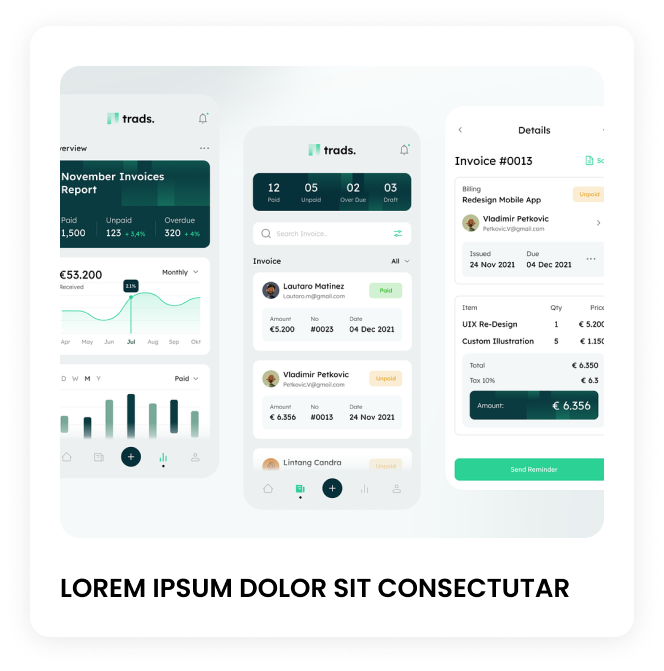 trads.
verview
...
November Invoices
Report
Paid Unpaid Overdue
1,500 123 + 3,4% 320 + 4%
€53.200 Monthly
Received
2.1%
Apr May Jun Jul Aug Sep Okt
D W M Y Paid
trads.
12 05 02 03
Paid Unpaid Over Due Draft
Search Invoice..
Invoice All
Lautaro Matinez Paid
Lautaro.m@gmail.com
Amount No Date
€5.200 #0023 04 Dec 2021
Vladimir Petkovic Unpaid
Petkovic.V@gmail.com
Amount No Date
€ 6.356 #0013 24 Nov 2021
Lintang Candra Unpaid
Details
Invoice #0013
Billing Unpaid
Redesign Mobile App
Vladimir Petkovic
Petkovic.V@gmail.com
Issued Due
24 Nov 2021 04 Dec 2021
...
Item Qty Price
UIX Re-Design 1 € 5.200
Custom Illustration 5 € 1.150
Total € 6.350
Tax 10% € 6.3
Amount: € 6.356
Send Reminder
LOREM IPSUM DOLOR SIT CONSECTUTAR